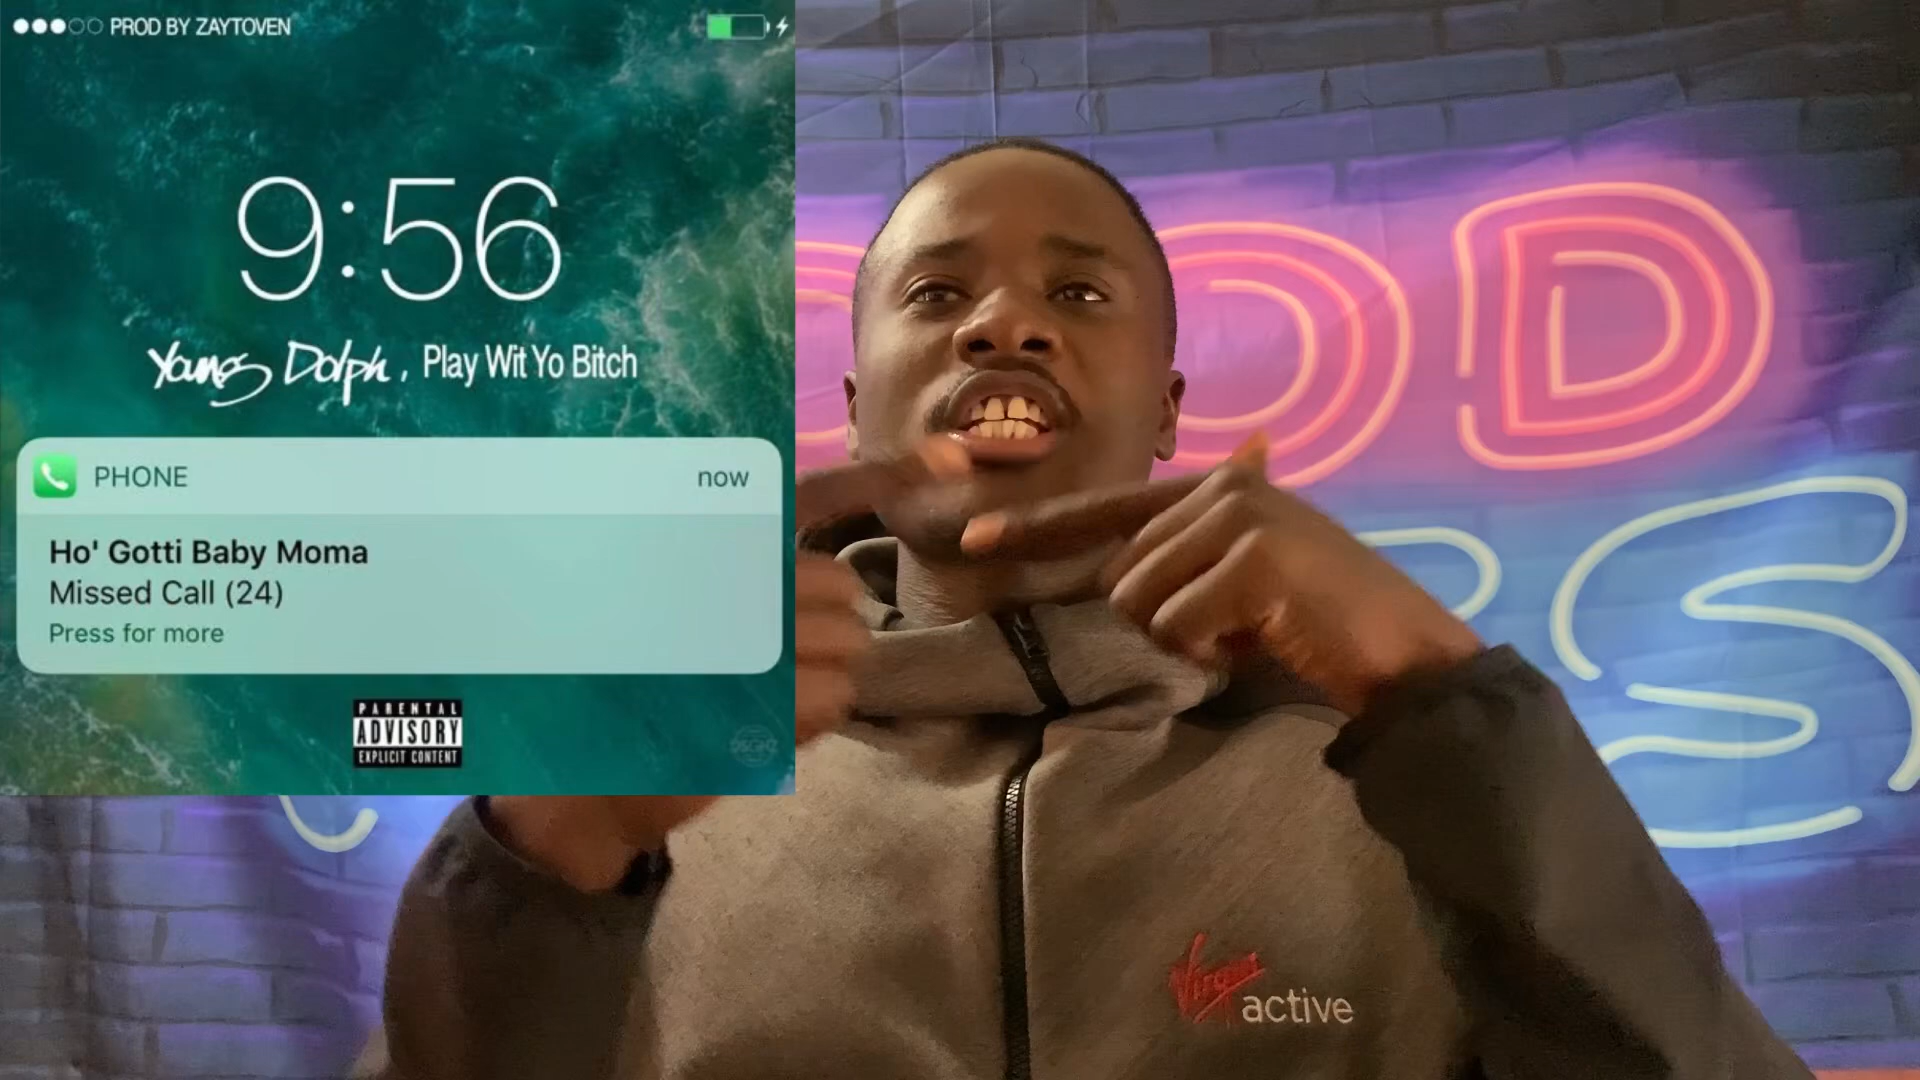 PROD BY ZAYTOVEN
9:56
Young Dolph, Play Wit Yo Bitch
PHONE now
Ho' Gotti Baby Moma
Missed Call (24)
Press for more
PARENTAL
ADVISORY
EXPLICIT CONTENT
OD
S
Virgin
active